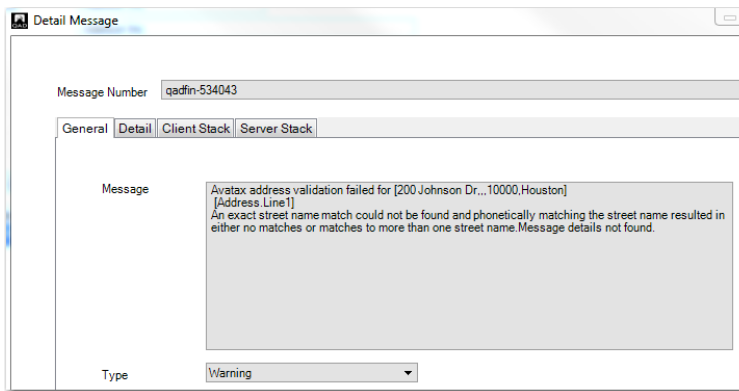 QAD Detail Message
Message Number qadfin-534043
General Detail Client Stack Server Stack
Message Avatax address validation failed for [200 Johnson Dr,,,10000,Houston]
[Address.Line1]
An exact street name match could not be found and phonetically matching the street name resulted in
either no matches or matches to more than one street name.Message details not found.
Type Warning